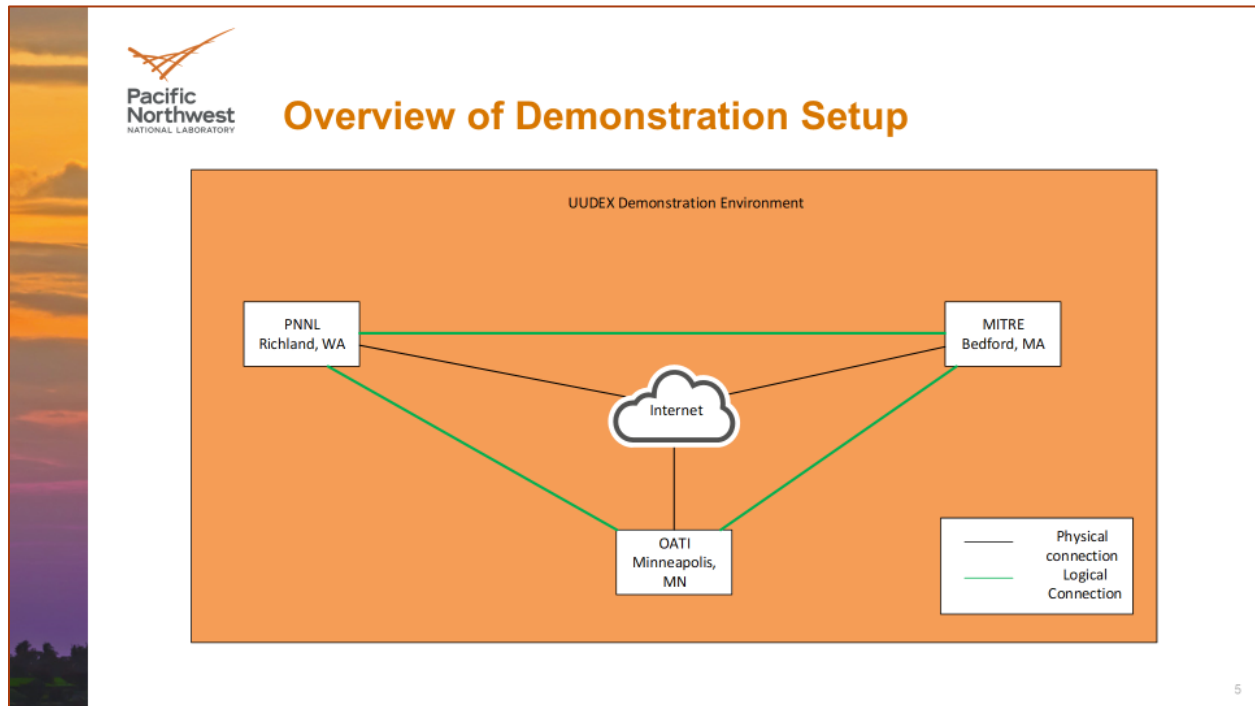 Pacific
Northwest
NATIONAL LABORATORY
Overview of Demonstration Setup
UUDEX Demonstration Environment
PNNL
Richland, WA
MITRE
Bedford, MA
Internet
OATI
Minneapolis,
MN
Physical
connection
Logical
Connection
5